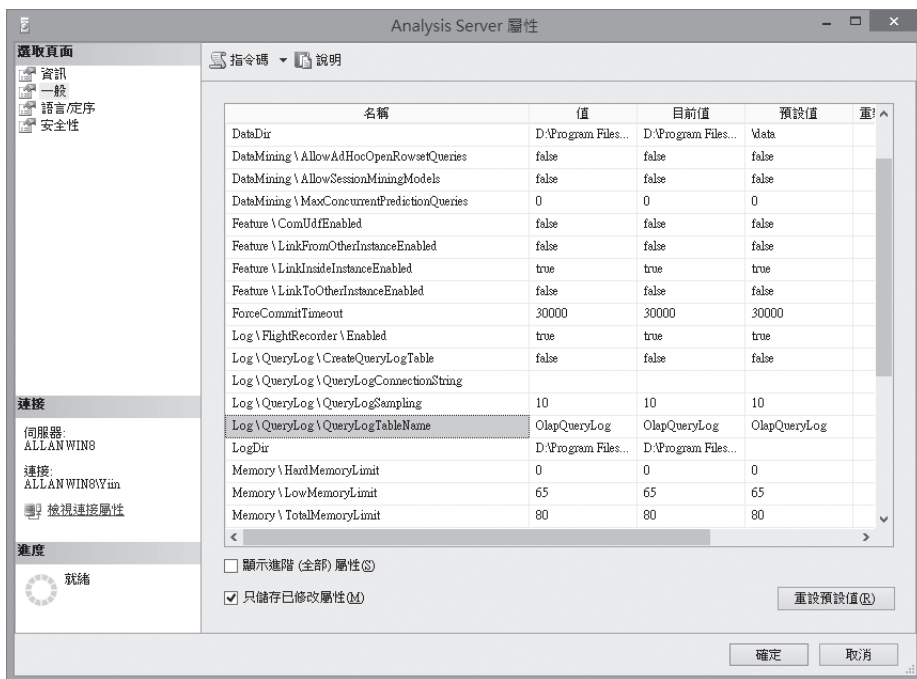 Analysis Server 屬性
選取頁面
資訊
一般
語言/定序
安全性
指令碼 說明
名稱 值 目前值 預設值
DataDir D:\Program Files... D:\Program Files... \data
DataMining \ AllowAdHocOpenRowsetQueries false false false
DataMining \ AllowSessionMiningModels false false false
DataMining \ MaxConcurrentPredictionQueries 0 0 0
Feature \ ComUdfEnabled false false false
Feature \ LinkFromOtherInstanceEnabled false false false
Feature \ LinkInsideInstanceEnabled true true true
Feature \ LinkToOtherInstanceEnabled false false false
ForceCommitTimeout 30000 30000 30000
Log \ FlightRecorder \ Enabled true true true
Log \ QueryLog \ CreateQueryLogTable false false false
Log \ QueryLog \ QueryLogConnectionString
Log \ QueryLog \ QueryLogSampling 10 10 10
Log \ QueryLog \ QueryLogTableName OlapQueryLog OlapQueryLog OlapQueryLog
LogDir D:\Program Files... D:\Program Files...
Memory \ HardMemoryLimit 0 0 0
Memory \ LowMemoryLimit 65 65 65
Memory \ TotalMemoryLimit 80 80 80
連接
伺服器:
ALLANWIN8
連接:
ALLANWIN8\Yiin
檢視連接屬性
進度
就緒
顯示進階 (全部) 屬性(S)
只儲存已修改屬性(M)
重設預設值(R)
確定 取消